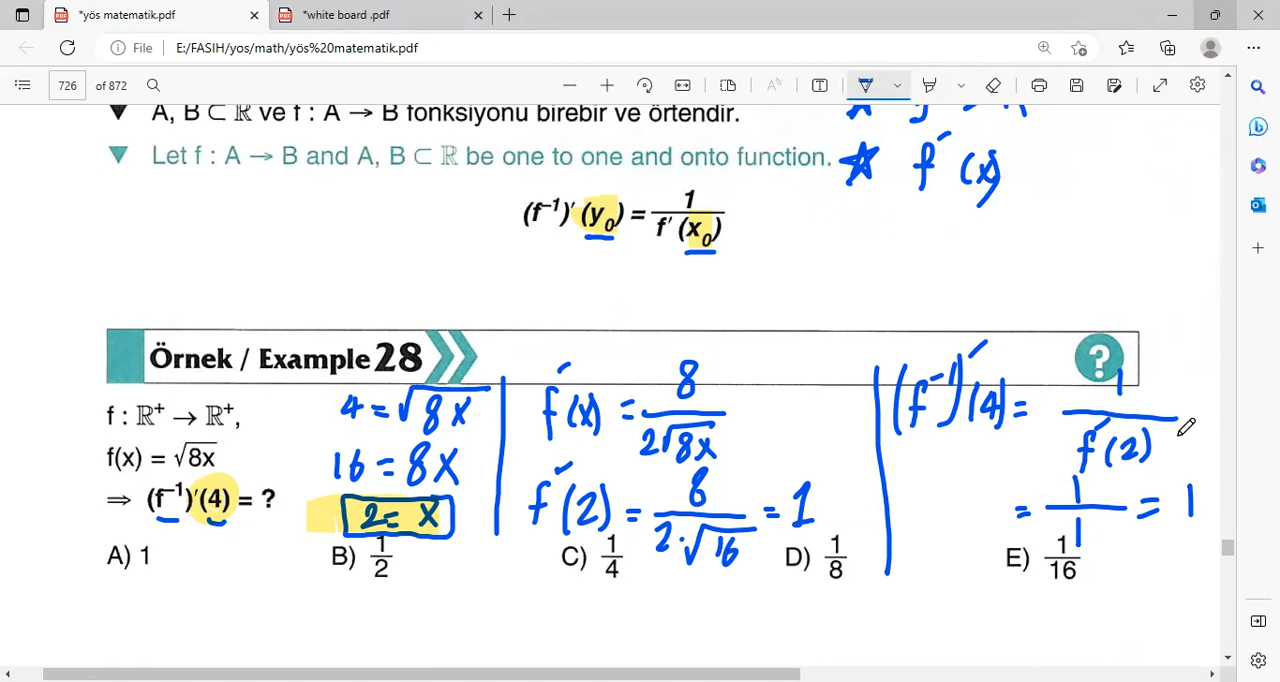 *yös matematik.pdf
*white board .pdf
File E:/FASIH/yos/math/yös%20matematik.pdf
726 of 872
▼ A, B ⊂ ℝ ve f : A → B fonksiyonu birebir ve örtendir.
▼ Let f : A → B and A, B ⊂ ℝ be one to one and onto function.
☆ f´ (x)
(f⁻¹)′ (y₀) = 1 / f′ (x₀)
Örnek / Example 28
?
f : ℝ⁺ → ℝ⁺,
f(x) = √8x
⇒ (f⁻¹)′(4) = ?
4 = √8x
16 = 8x
2 = x
f´(x) = 8 / 2√8x
f´(2) = 8 / 2·√16 = 1
(f⁻¹)´(4) = 1 / f´(2)
= 1 / 1 = 1
A) 1 B) 1/2 C) 1/4 D) 1/8 E) 1/16